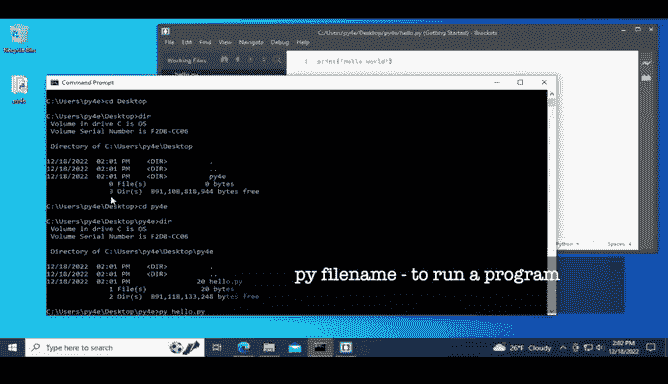 C:/Users/py4e/Desktop/py4e/hello.py (Getting Started) - Brackets
File Edit Find View Navigate Debug Help
Working Files
hello.py
print('hello world')
Recycle Bin
py4e
Command Prompt
C:\Users\py4e>cd Desktop
C:\Users\py4e\Desktop>dir
Volume in drive C is OS
Volume Serial Number is F2DB-CC06
Directory of C:\Users\py4e\Desktop
12/18/2022 02:01 PM <DIR> .
12/18/2022 02:01 PM <DIR> ..
12/18/2022 02:01 PM <DIR> py4e
0 File(s) 0 bytes
3 Dir(s) 891,108,818,944 bytes free
C:\Users\py4e\Desktop>cd py4e
C:\Users\py4e\Desktop\py4e>dir
Volume in drive C is OS
Volume Serial Number is F2DB-CC06
Directory of C:\Users\py4e\Desktop\py4e
12/18/2022 02:01 PM <DIR> .
12/18/2022 02:01 PM <DIR> ..
12/18/2022 02:01 PM 20 hello.py
1 File(s) 20 bytes
2 Dir(s) 891,118,133,248 bytes free
C:\Users\py4e\Desktop\py4e>py hello.py
Spaces: 4
py filename - to run a program
Type here to search
26°F Cloudy
2:02 PM
12/18/2022